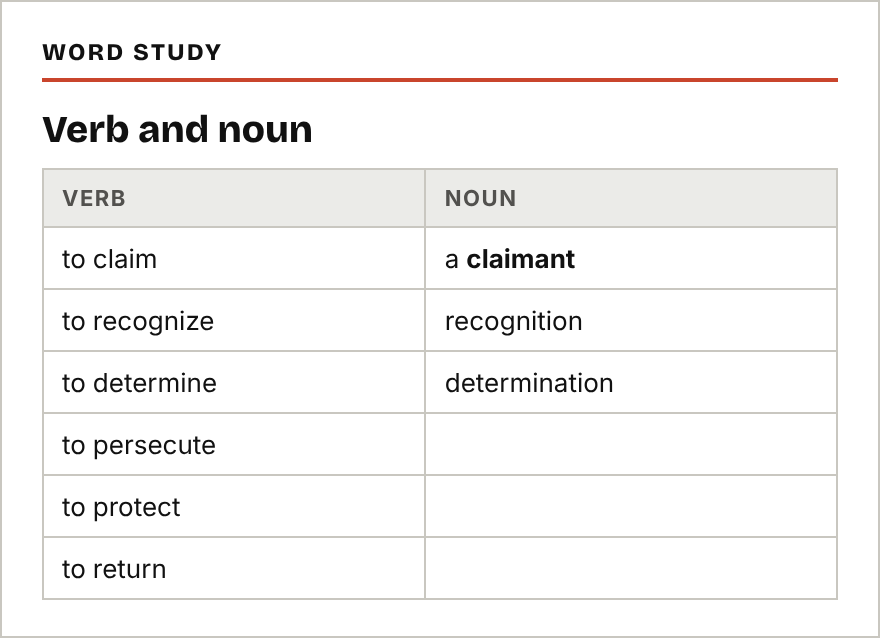 WORD STUDY
Verb and noun
VERB NOUN
to claim a claimant
to recognize recognition
to determine determination
to persecute
to protect
to return